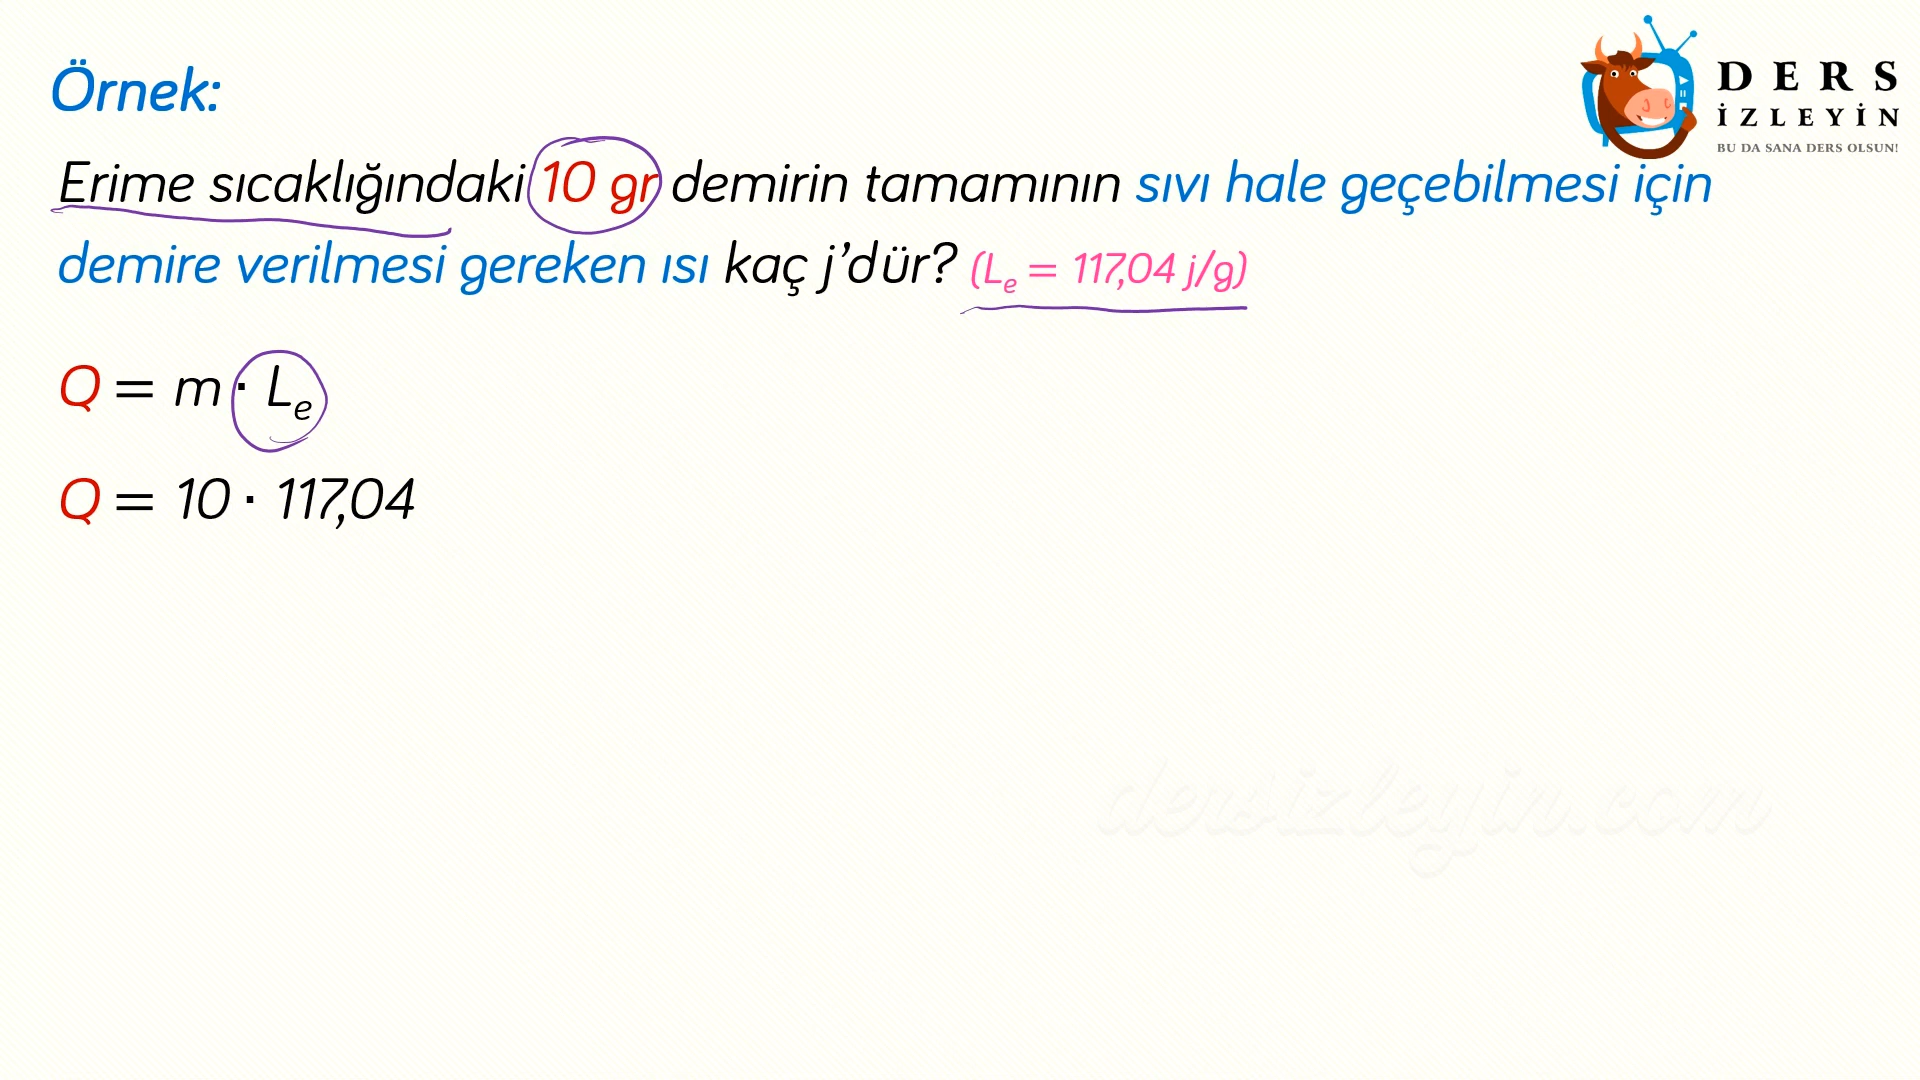 Örnek:
DERS
İZLEYİN
BU DA SANA DERS OLSUN!
Erime sıcaklığındaki 10 gr demirin tamamının sıvı hale geçebilmesi için
demire verilmesi gereken ısı kaç j’dür? (Le = 117,04 j/g)
Q = m · Le
Q = 10 · 117,04
dersizleyin.com